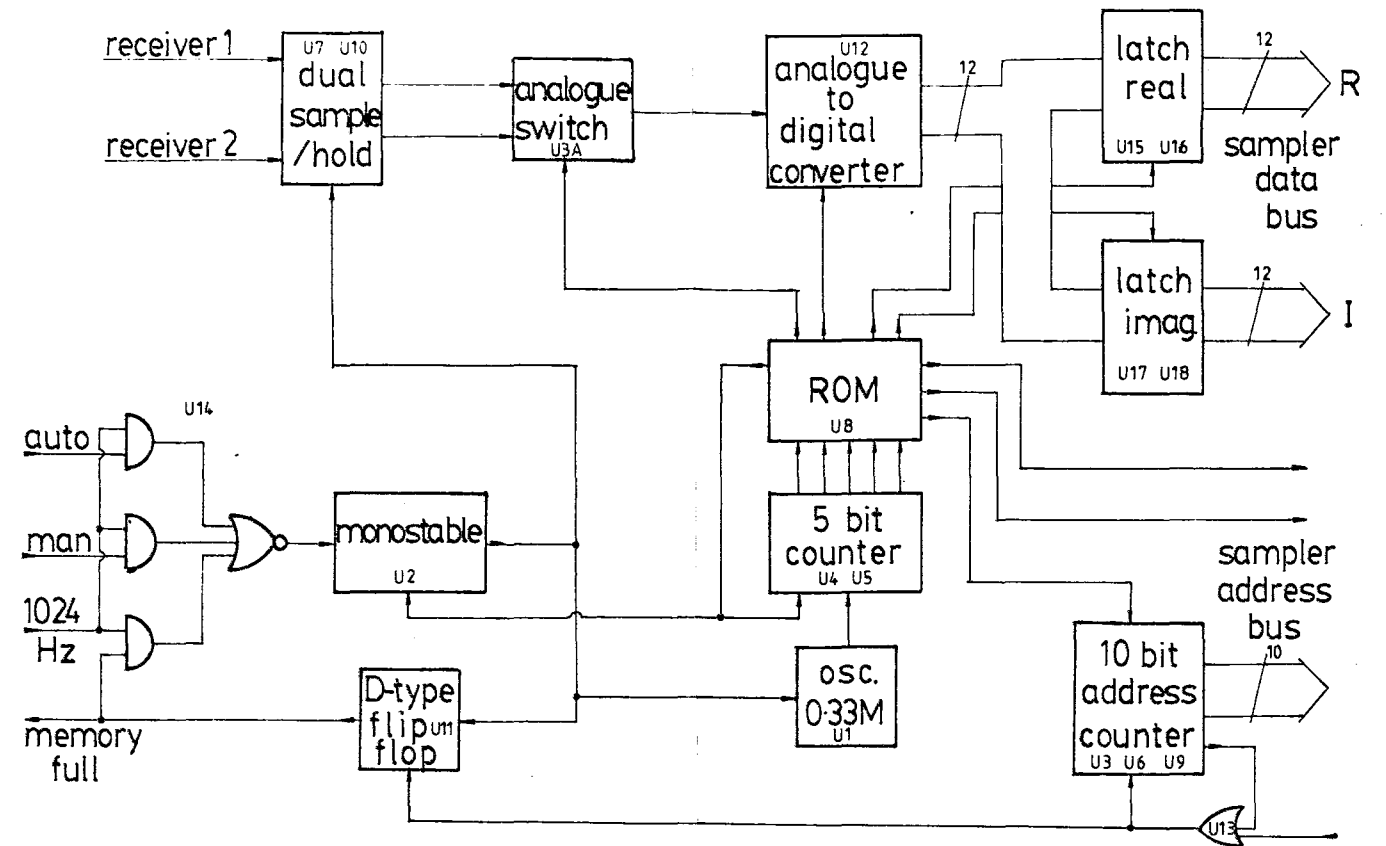 receiver 1
receiver 2
U7 U10
dual
sample
/hold
analogue
switch
U3A
U12
analogue
to
digital
converter
12
latch
real
U15 U16
12
R
sampler
data
bus
latch
imag
U17 U18
12
I
ROM
U8
U14
auto
man
1024
Hz
memory
full
monostable
U2
5 bit
counter
U4 U5
osc.
0.33M
U1
D-type
flip U11
flop
sampler
address
bus
10
10 bit
address
counter
U3 U6 U9
U13